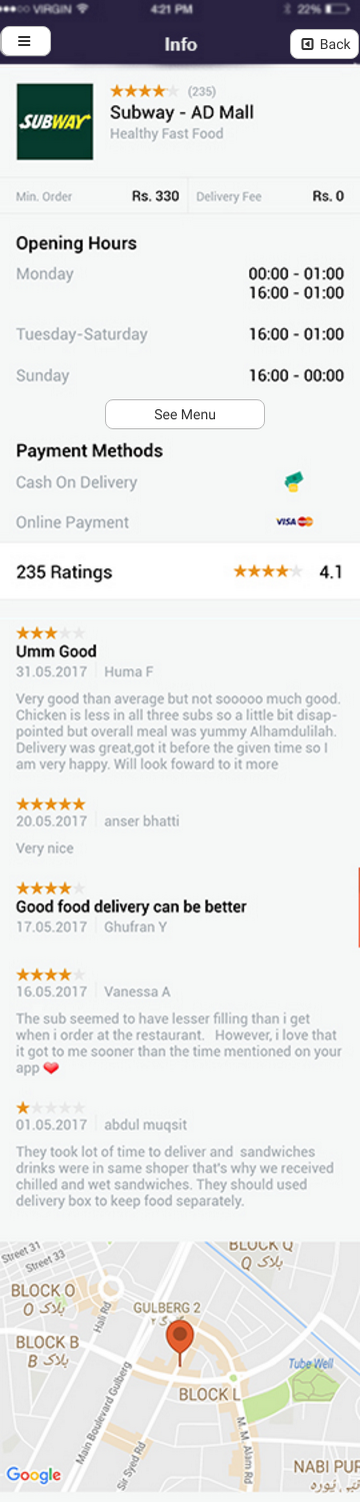 VIRGIN 4:21 PM 22%
Info
Back
SUBWAY
(235)
Subway - AD Mall
Healthy Fast Food
Min. Order Rs. 330 Delivery Fee Rs. 0
Opening Hours
Monday 00:00 - 01:00
16:00 - 01:00
Tuesday-Saturday 16:00 - 01:00
Sunday 16:00 - 00:00
See Menu
Payment Methods
Cash On Delivery
Online Payment VISA
235 Ratings 4.1
Umm Good
31.05.2017 Huma F
Very good than average but not sooooo much good.
Chicken is less in all three subs so a little bit disap-
pointed but overall meal was yummy Alhamdulilah.
Delivery was great,got it before the given time so I
am very happy. Will look foward to it more
20.05.2017 anser bhatti
Very nice
Good food delivery can be better
17.05.2017 Ghufran Y
16.05.2017 Vanessa A
The sub seemed to have lesser filling than i get
when i order at the restaurant. However, i love that
it got to me sooner than the time mentioned on your
app ❤
01.05.2017 abdul muqsit
They took lot of time to deliver and sandwiches
drinks were in same shoper that's why we received
chilled and wet sandwiches. They should used
delivery box to keep food separately.
Street 31
Street 33
BLOCK Q
بلاک Q
BLOCK O
بلاک O
Hali Rd
GULBERG 2
BLOCK B
بلاک B
Tube Well
BLOCK L
Main Boulevard Gulberg
Sir Syed Rd
M. M. Alam Rd
NABI PUR
Google